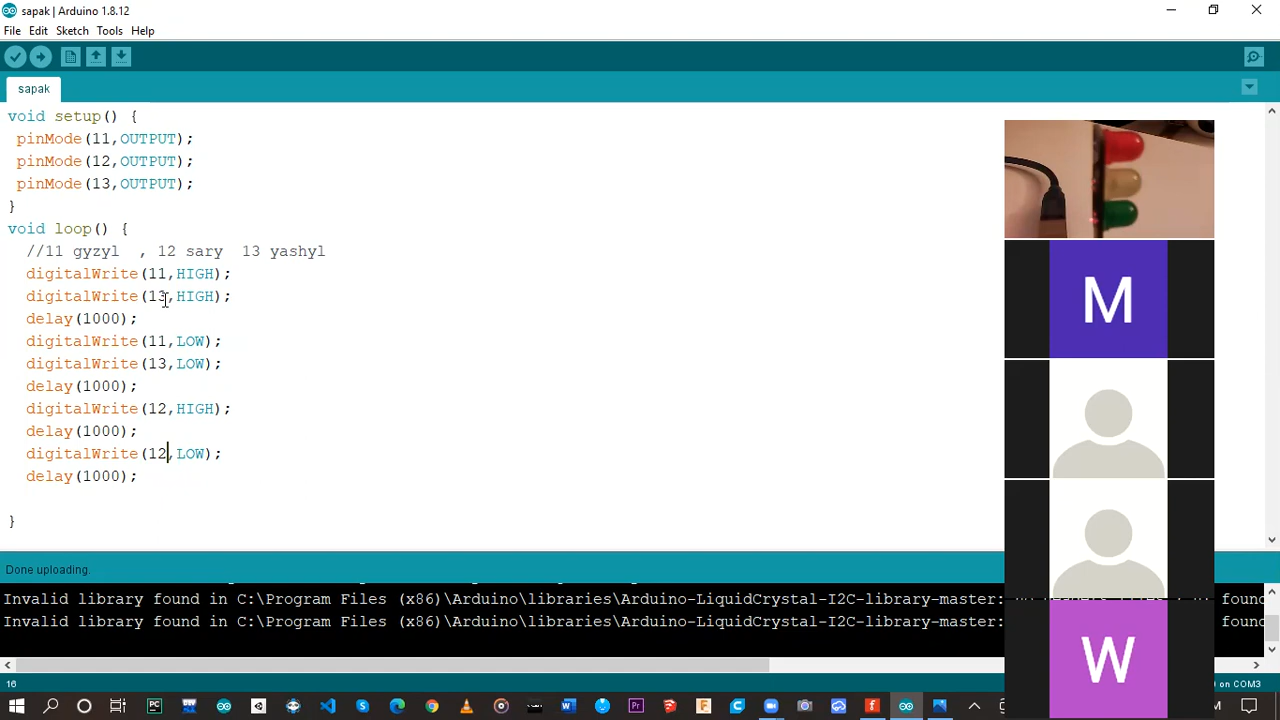 sapak | Arduino 1.8.12
File Edit Sketch Tools Help
sapak
void setup() {
pinMode(11,OUTPUT);
pinMode(12,OUTPUT);
pinMode(13,OUTPUT);
}
void loop() {
//11 gyzyl , 12 sary 13 yashyl
digitalWrite(11,HIGH);
digitalWrite(13,HIGH);
delay(1000);
digitalWrite(11,LOW);
digitalWrite(13,LOW);
delay(1000);
digitalWrite(12,HIGH);
delay(1000);
digitalWrite(12,LOW);
delay(1000);
}
M
W
Done uploading.
Invalid library found in C:\Program Files (x86)\Arduino\libraries\Arduino-LiquidCrystal-I2C-library-master: found
Invalid library found in C:\Program Files (x86)\Arduino\libraries\Arduino-LiquidCrystal-I2C-library-master: found
16
on COM3